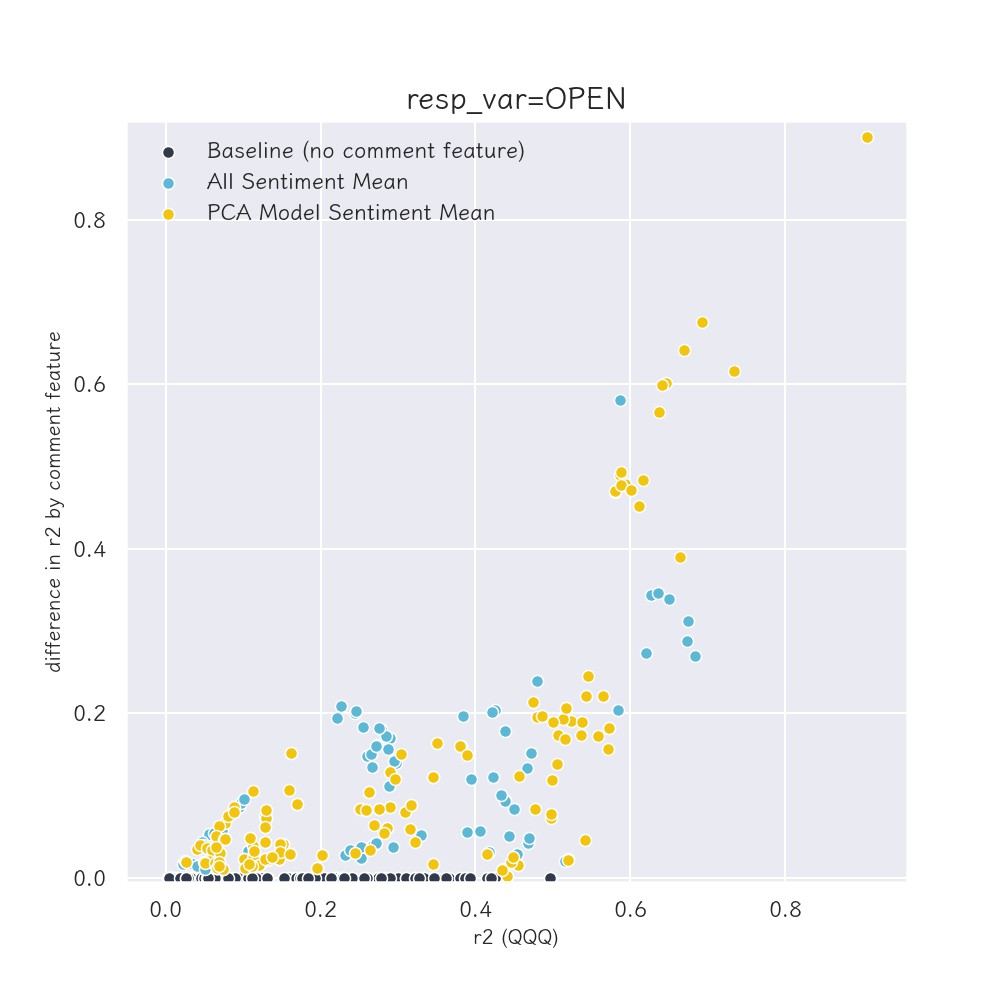 resp_var=OPEN
Baseline (no comment feature)
All Sentiment Mean
PCA Model Sentiment Mean
difference in r2 by comment feature
0.8
0.6
0.4
0.2
0.0
0.0 0.2 0.4 0.6 0.8
r2 (QQQ)